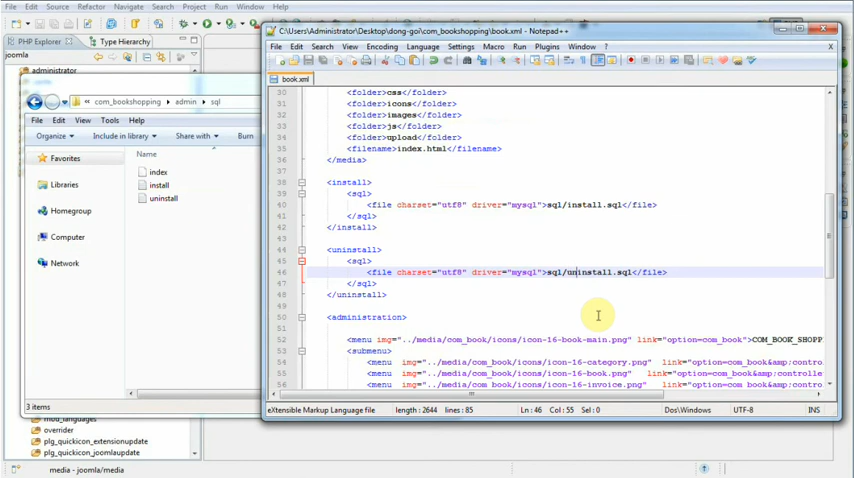 File Edit Source Refactor Navigate Search Project Run Window Help
PHP Explorer Type Hierarchy
joomla
administrator
com_bookshopping admin sql
File Edit View Tools Help
Organize Include in library Share with Burn
Favorites
Libraries
Homegroup
Computer
Network
Name
index
install
uninstall
3 items
mod_languages
overrider
plg_quickicon_extensionupdate
plg_quickicon_joomlaupdate
media - joomla/media
C:\Users\Administrator\Desktop\dong-goi\com_bookshopping\book.xml - Notepad++
File Edit Search View Encoding Language Settings Macro Run Plugins Window ? X
book.xml
30 <folder>css</folder>
31 <folder>icons</folder>
32 <folder>images</folder>
33 <folder>js</folder>
34 <folder>upload</folder>
35 <filename>index.html</filename>
36 </media>
37
38 <install>
39 <sql>
40 <file charset="utf8" driver="mysql">sql/install.sql</file>
41 </sql>
42 </install>
43
44 <uninstall>
45 <sql>
46 <file charset="utf8" driver="mysql">sql/uninstall.sql</file>
47 </sql>
48 </uninstall>
49
50 <administration>
51
52 <menu img="../media/com_book/icons/icon-16-book-main.png" link="option=com_book">COM_BOOK_SHOPP
53 <submenu>
54 <menu img="../media/com_book/icons/icon-16-category.png" link="option=com_book&amp;contro
55 <menu img="../media/com_book/icons/icon-16-book.png" link="option=com_book&amp;controlle
56 <menu img="../media/com_book/icons/icon-16-invoice.png" link="option=com_book&amp;contro
eXtensible Markup Language file length : 2644 lines : 85 Ln : 46 Col : 55 Sel : 0 Dos\Windows UTF-8 INS